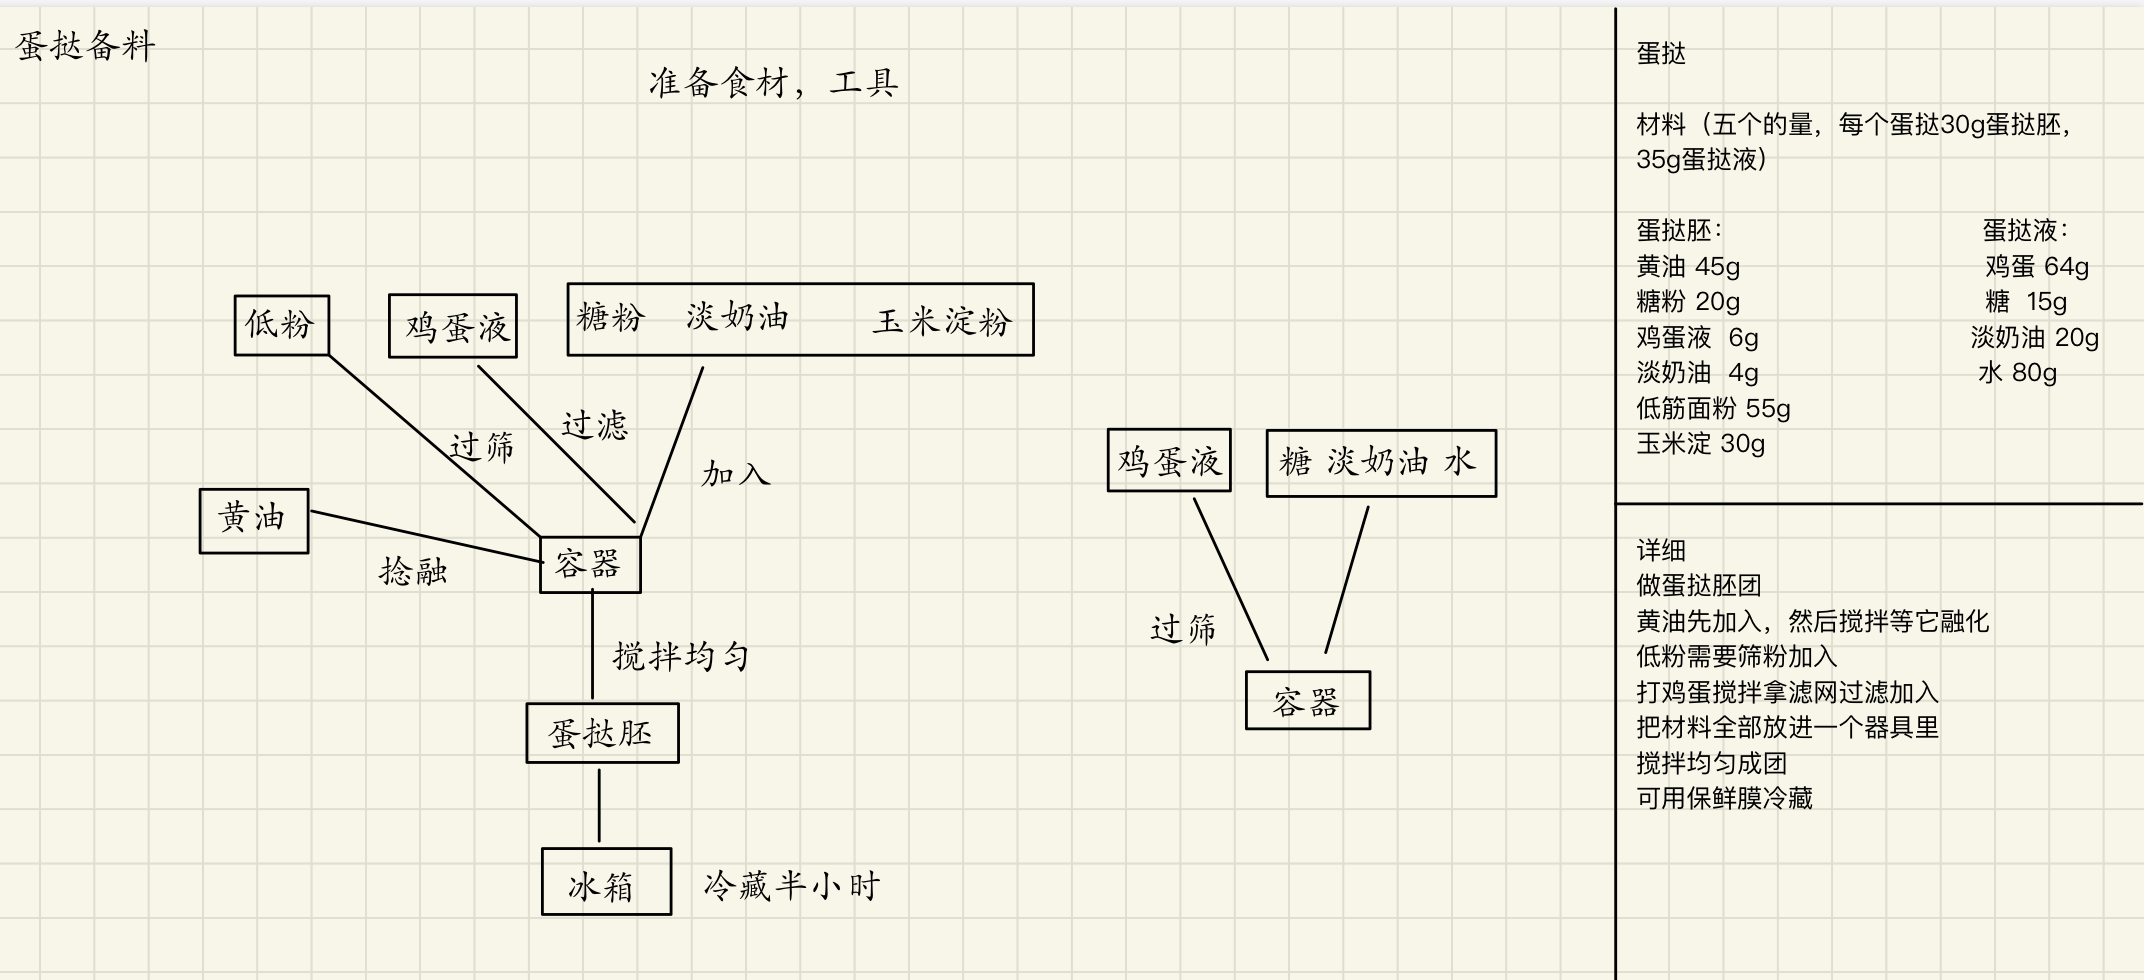 蛋挞备料
准备食材，工具
低粉
鸡蛋液
糖粉 淡奶油 玉米淀粉
过筛
过滤
加入
黄油
捻融
容器
搅拌均匀
蛋挞胚
冰箱
冷藏半小时
鸡蛋液
糖 淡奶油 水
过筛
容器
蛋挞
材料（五个的量，每个蛋挞30g蛋挞胚，
35g蛋挞液）
蛋挞胚： 蛋挞液：
黄油 45g 鸡蛋 64g
糖粉 20g 糖 15g
鸡蛋液 6g 淡奶油 20g
淡奶油 4g 水 80g
低筋面粉 55g
玉米淀 30g
详细
做蛋挞胚团
黄油先加入，然后搅拌等它融化
低粉需要筛粉加入
打鸡蛋搅拌拿滤网过滤加入
把材料全部放进一个器具里
搅拌均匀成团
可用保鲜膜冷藏